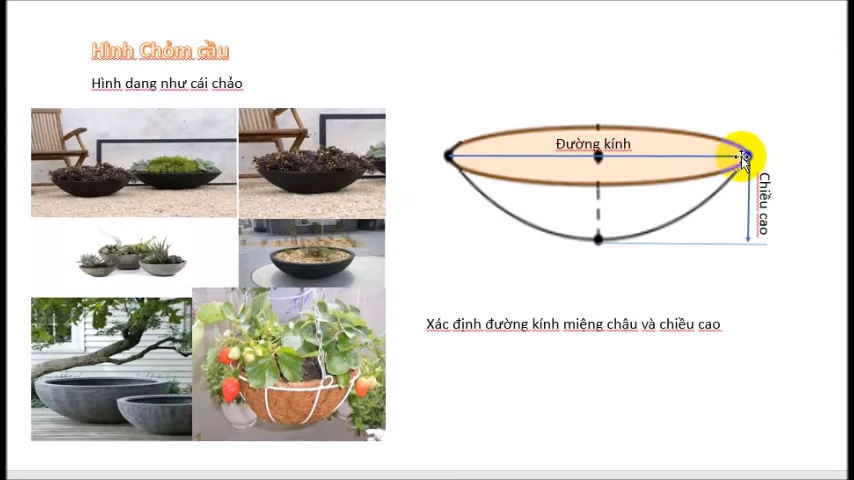 Hình Chỏm cầu
Hình dạng như cái chảo
Đường kính
Chiều cao
Xác định đường kính miệng chậu và chiều cao